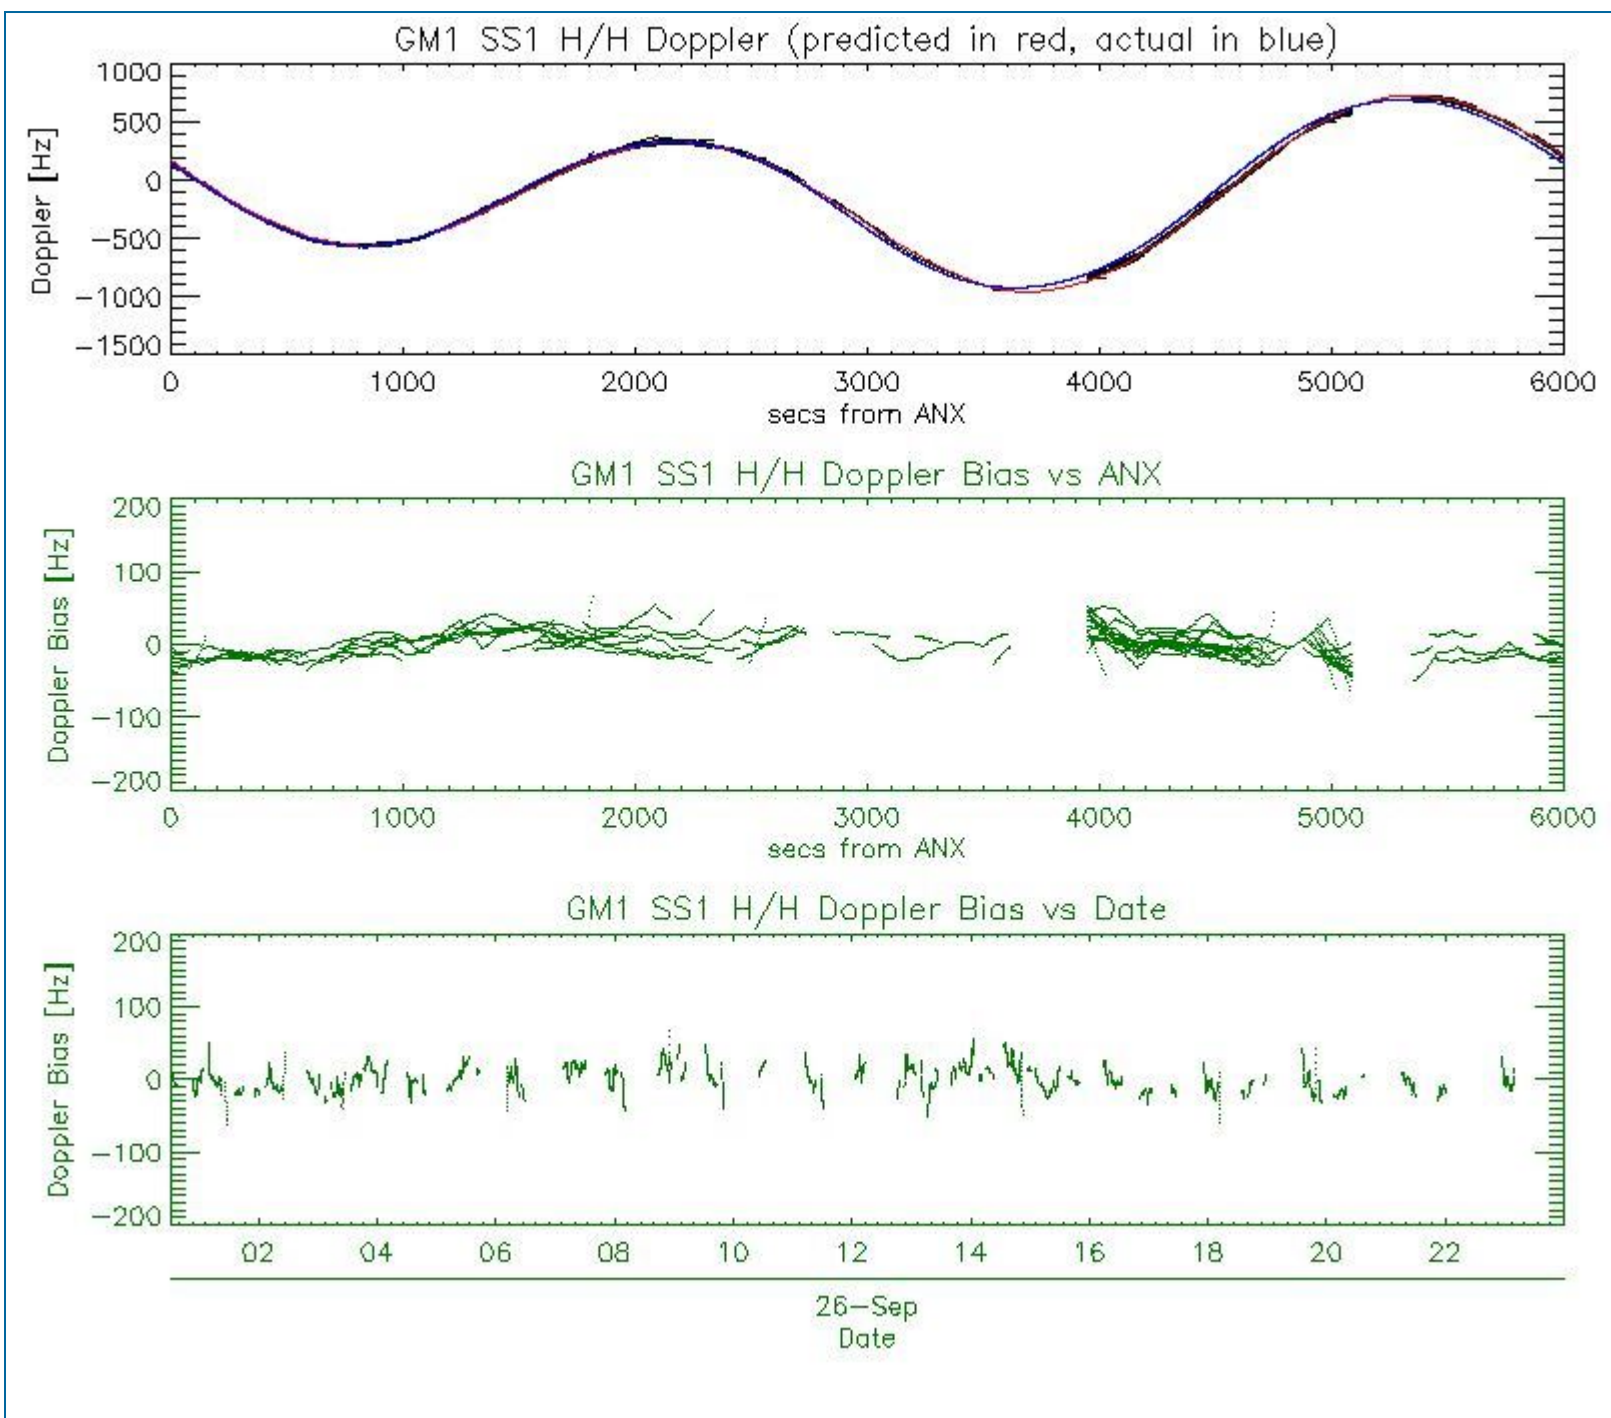 GM1 SS1 H/H Doppler (predicted in red, actual in blue)
Doppler [Hz]
1000
500
0
−500
−1000
−1500
0 1000 2000 3000 4000 5000 6000
secs from ANX
GM1 SS1 H/H Doppler Bias vs ANX
Doppler Bias [Hz]
200
100
0
−100
−200
0 1000 2000 3000 4000 5000 6000
secs from ANX
GM1 SS1 H/H Doppler Bias vs Date
Doppler Bias [Hz]
200
100
0
−100
−200
02 04 06 08 10 12 14 16 18 20 22
26−Sep
Date